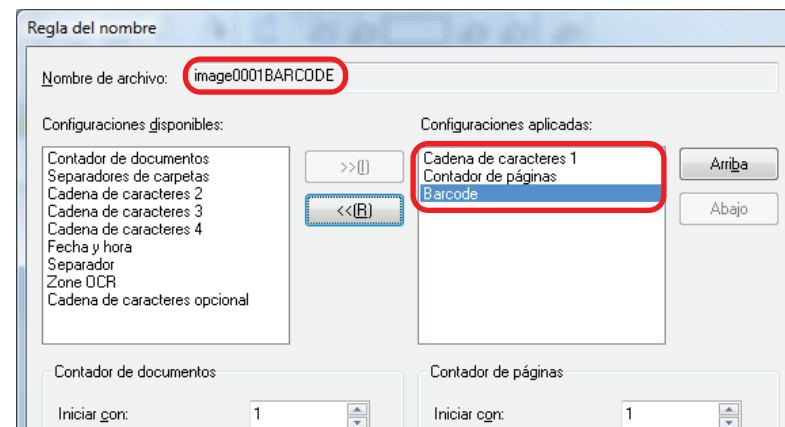 Regla del nombre
Nombre de archivo: image0001BARCODE
Configuraciones disponibles:
Contador de documentos
Separadores de carpetas
Cadena de caracteres 2
Cadena de caracteres 3
Cadena de caracteres 4
Fecha y hora
Separador
Zone OCR
Cadena de caracteres opcional
>>(I)
<<(R)
Configuraciones aplicadas:
Cadena de caracteres 1
Contador de páginas
Barcode
Arriba
Abajo
Contador de documentos
Iniciar con: 1
Contador de páginas
Iniciar con: 1